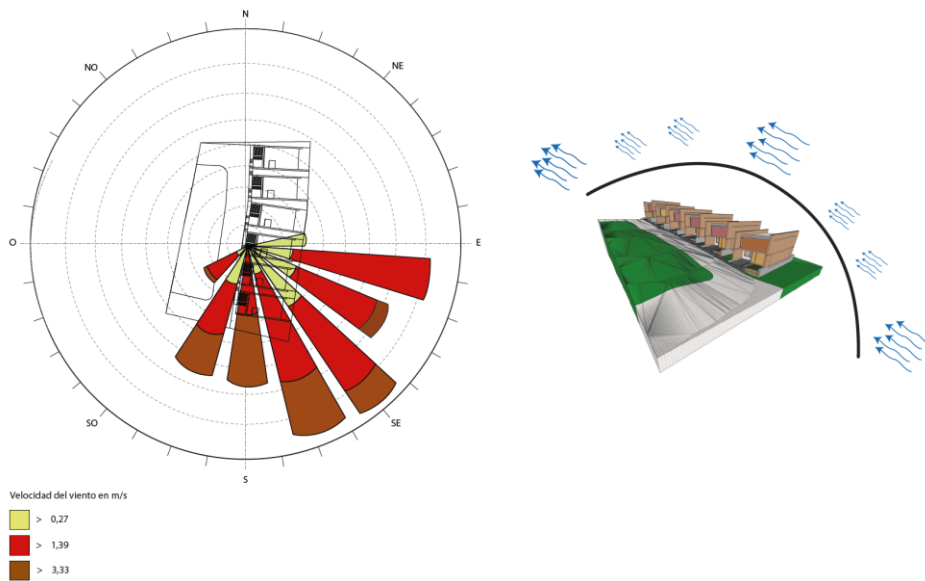 N
NO
NE
O
E
SO
SE
S
Velocidad del viento en m/s
> 0,27
> 1,39
> 3,33